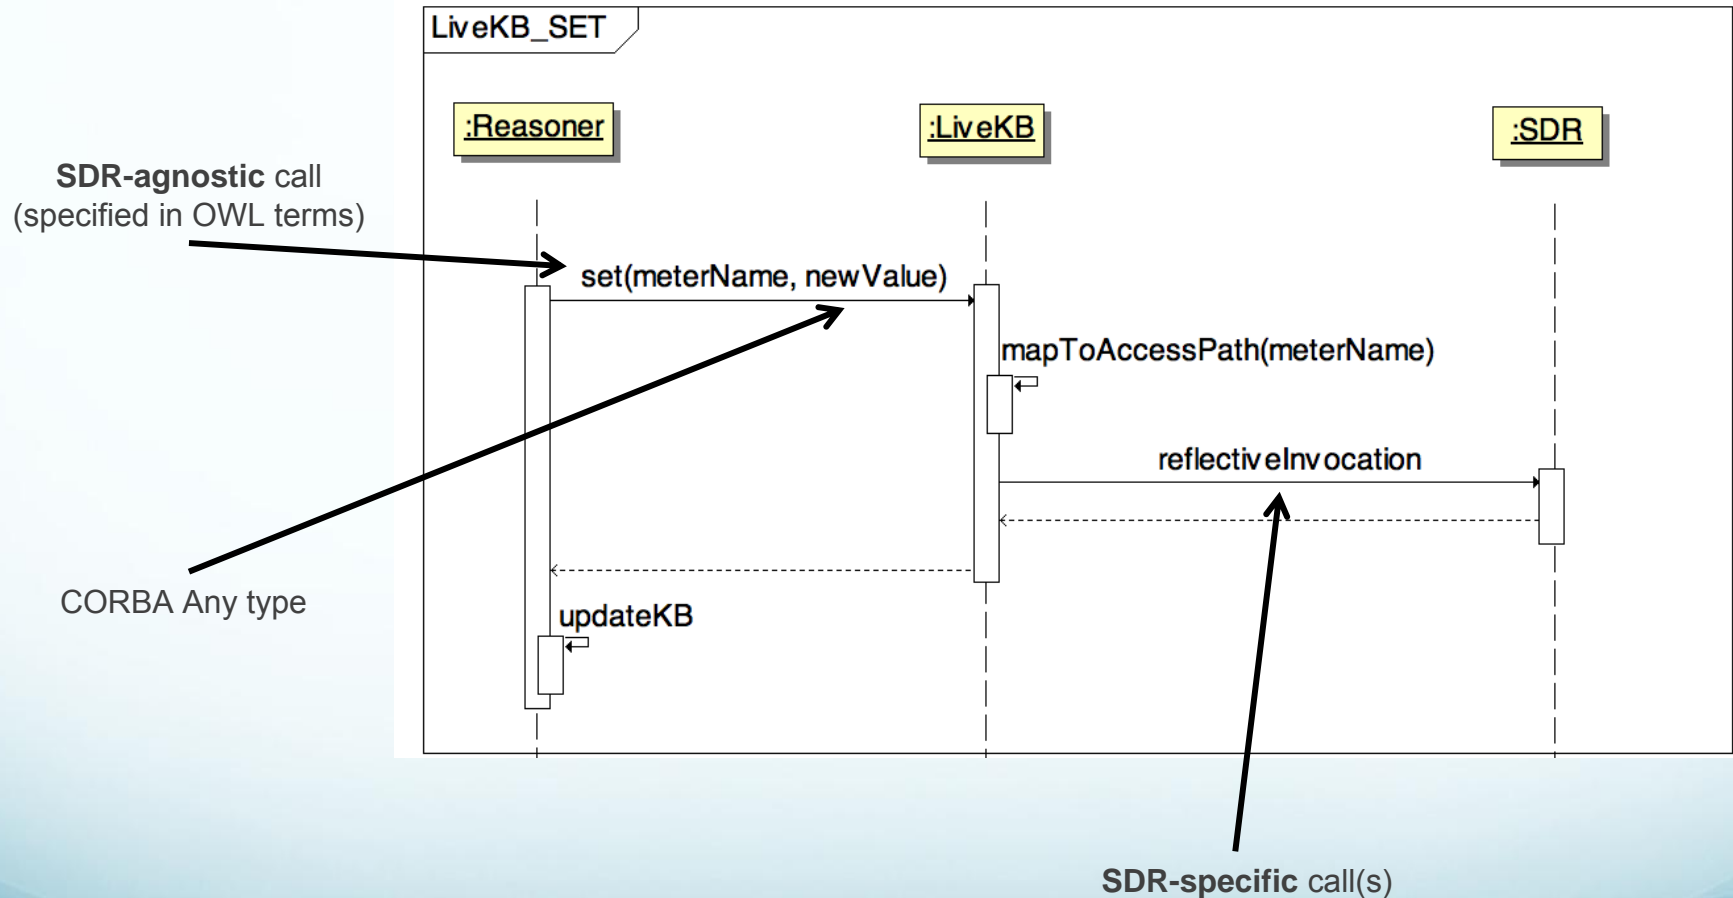 LiveKB_SET
:Reasoner
:LiveKB
:SDR
SDR-agnostic call
(specified in OWL terms)
set(meterName, newValue)
mapToAccessPath(meterName)
reflectiveInvocation
CORBA Any type
updateKB
SDR-specific call(s)